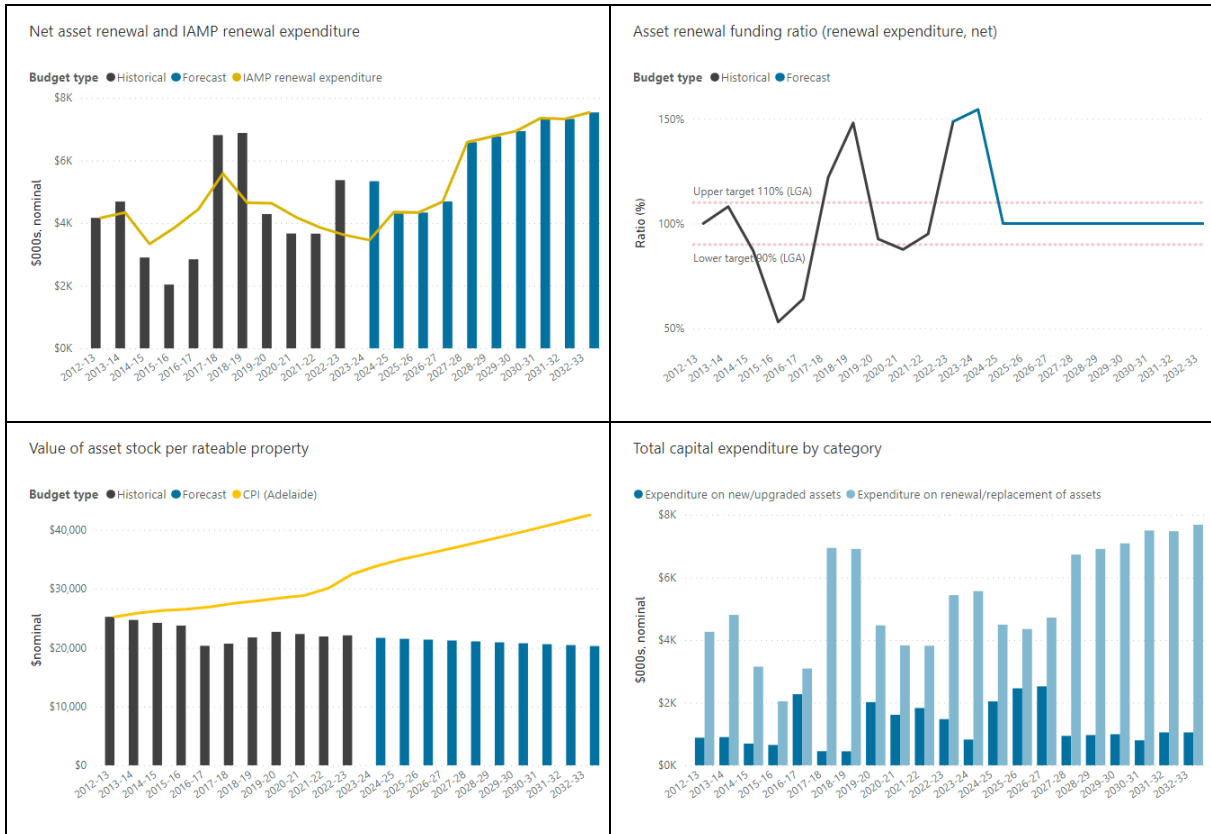 Net asset renewal and IAMP renewal expenditure
Budget type Historical Forecast IAMP renewal expenditure
$8K
$6K
$4K
$2K
$0K
$000s, nominal
2012-13 2013-14 2014-15 2015-16 2016-17 2017-18 2018-19 2019-20 2020-21 2021-22 2022-23 2023-24 2024-25 2025-26 2026-27 2027-28 2028-29 2029-30 2030-31 2031-32 2032-33
Asset renewal funding ratio (renewal expenditure, net)
Budget type Historical Forecast
150%
100%
50%
Ratio (%)
Upper target 110% (LGA)
Lower target 90% (LGA)
2012-13 2013-14 2014-15 2015-16 2016-17 2017-18 2018-19 2019-20 2020-21 2021-22 2022-23 2023-24 2024-25 2025-26 2026-27 2027-28 2028-29 2029-30 2030-31 2031-32 2032-33
Value of asset stock per rateable property
Budget type Historical Forecast CPI (Adelaide)
$40,000
$30,000
$20,000
$10,000
$0
$nominal
2012-13 2013-14 2014-15 2015-16 2016-17 2017-18 2018-19 2019-20 2020-21 2021-22 2022-23 2023-24 2024-25 2025-26 2026-27 2027-28 2028-29 2029-30 2030-31 2031-32 2032-33
Total capital expenditure by category
Expenditure on new/upgraded assets Expenditure on renewal/replacement of assets
$8K
$6K
$4K
$2K
$0K
$000s, nominal
2012-13 2013-14 2014-15 2015-16 2016-17 2017-18 2018-19 2019-20 2020-21 2021-22 2022-23 2023-24 2024-25 2025-26 2026-27 2027-28 2028-29 2029-30 2030-31 2031-32 2032-33